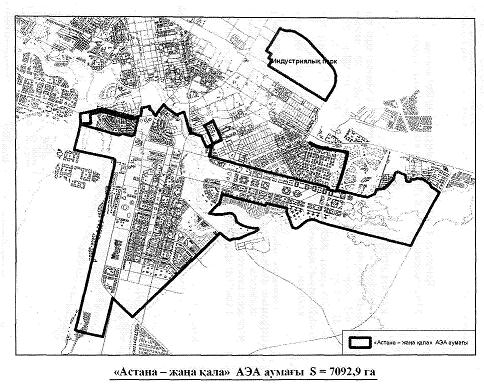 Индустриялық парк
«Астана – жаңа қала» АЭА аумағы
«Астана – жаңа қала» АЭА аумағы S = 7092,9 га